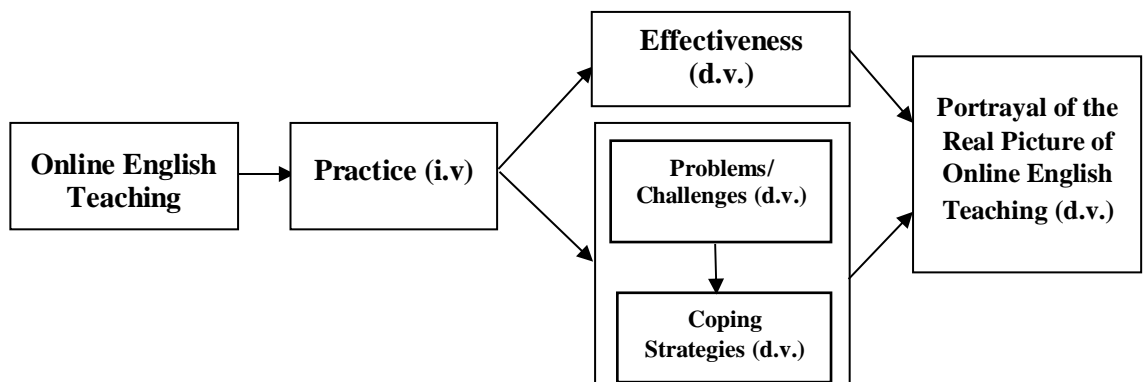 Online English
Teaching
Practice (i.v)
Effectiveness
(d.v.)
Problems/
Challenges (d.v.)
Coping
Strategies (d.v.)
Portrayal of the
Real Picture of
Online English
Teaching (d.v.)